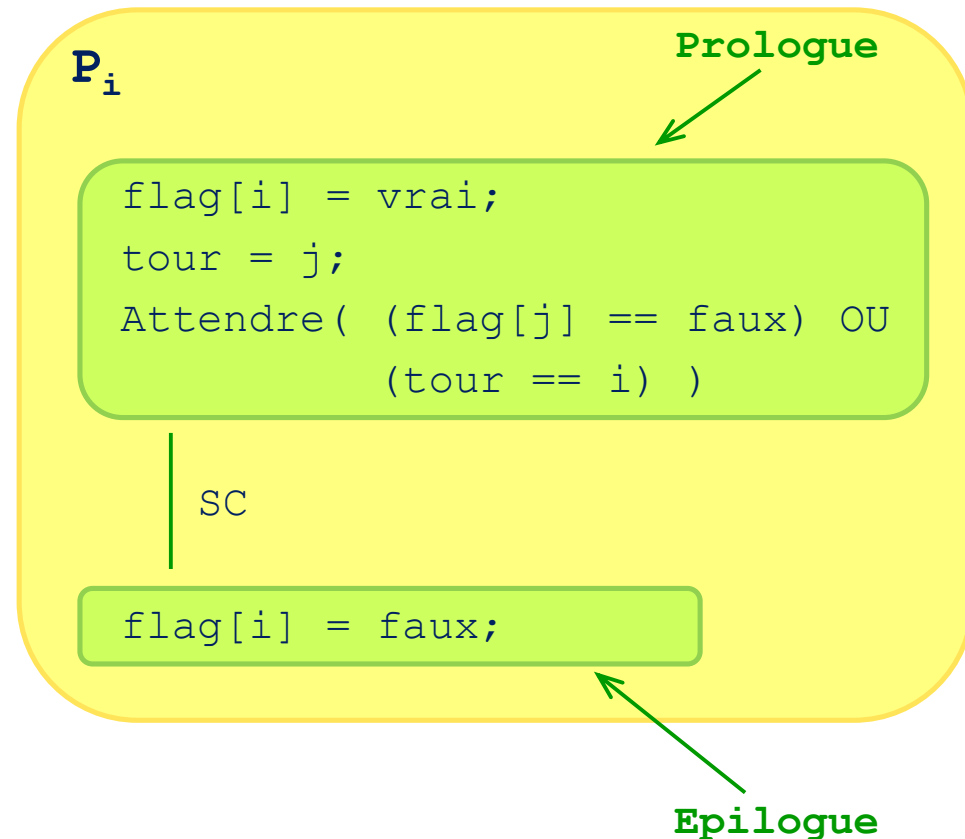 Prologue
Pi
flag[i] = vrai;
tour = j;
Attendre( (flag[j] == faux) OU
(tour == i) )
SC
flag[i] = faux;
Epilogue